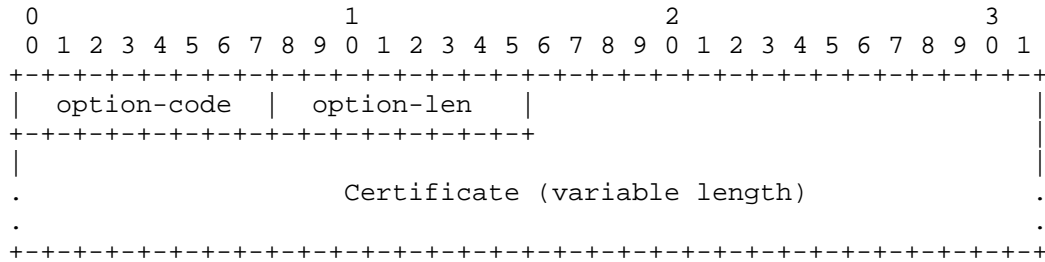 0                   1                   2                   3
 0 1 2 3 4 5 6 7 8 9 0 1 2 3 4 5 6 7 8 9 0 1 2 3 4 5 6 7 8 9 0 1
+-+-+-+-+-+-+-+-+-+-+-+-+-+-+-+-+-+-+-+-+-+-+-+-+-+-+-+-+-+-+-+-+
|  option-code  |  option-len   |                               |
+-+-+-+-+-+-+-+-+-+-+-+-+-+-+-+-+                               |
|                                                               |
.                    Certificate (variable length)              .
.                                                               .
+-+-+-+-+-+-+-+-+-+-+-+-+-+-+-+-+-+-+-+-+-+-+-+-+-+-+-+-+-+-+-+-+